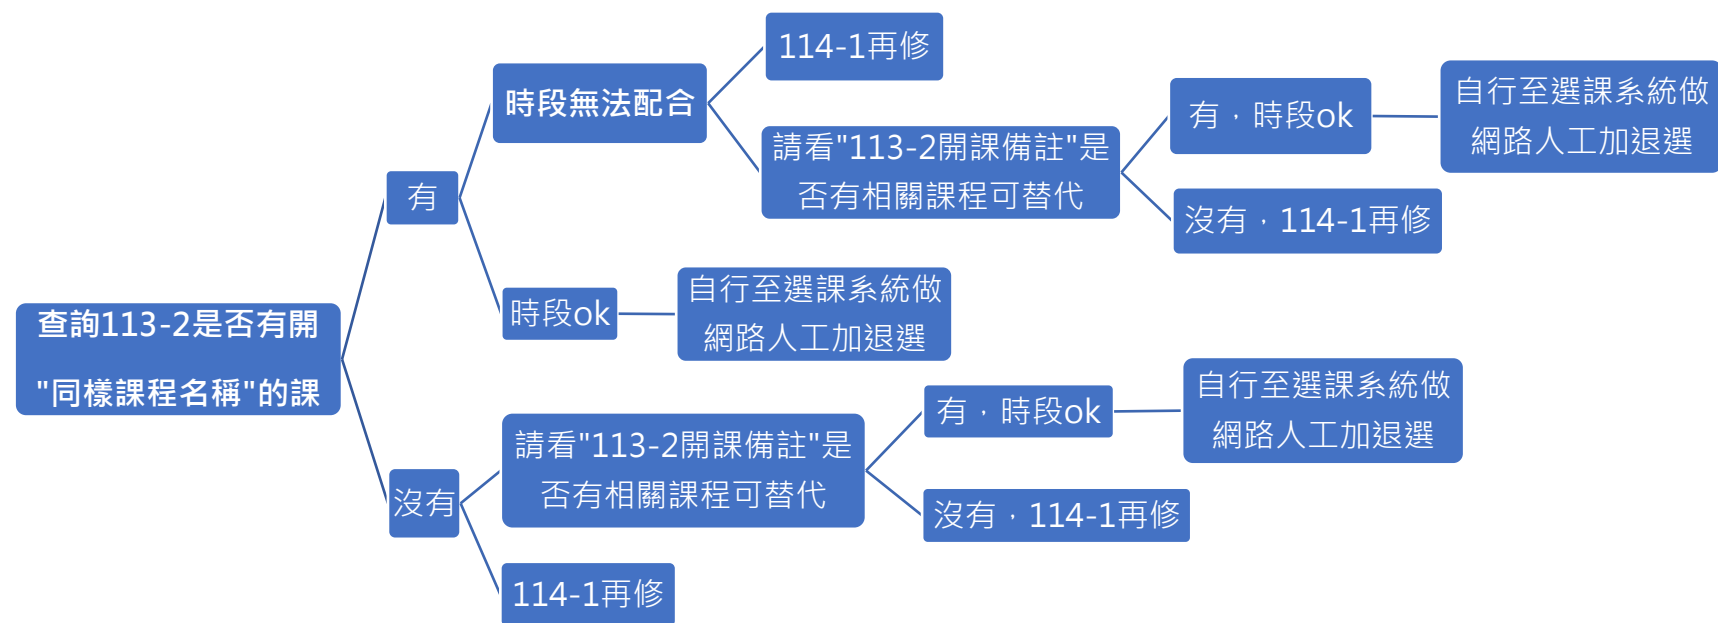 查詢113-2是否有開
"同樣課程名稱"的課
有
時段無法配合
114-1再修
請看"113-2開課備註"是
否有相關課程可替代
有，時段ok
自行至選課系統做
網路人工加退選
沒有，114-1再修
時段ok
自行至選課系統做
網路人工加退選
沒有
請看"113-2開課備註"是
否有相關課程可替代
有，時段ok
自行至選課系統做
網路人工加退選
沒有，114-1再修
114-1再修